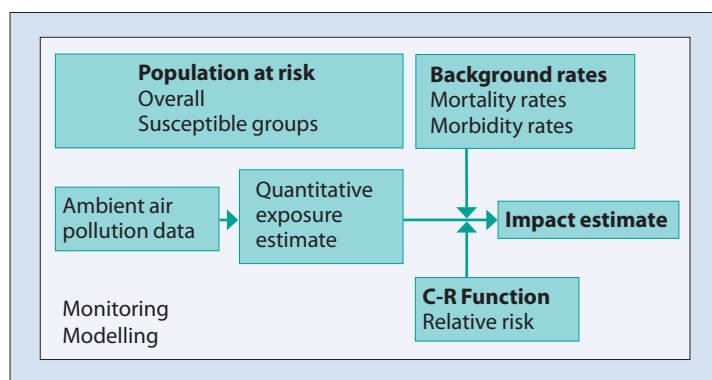 Population at risk
Overall
Susceptible groups
Background rates
Mortality rates
Morbidity rates
Ambient air
pollution data
Quantitative
exposure
estimate
Impact estimate
C-R Function
Relative risk
Monitoring
Modelling